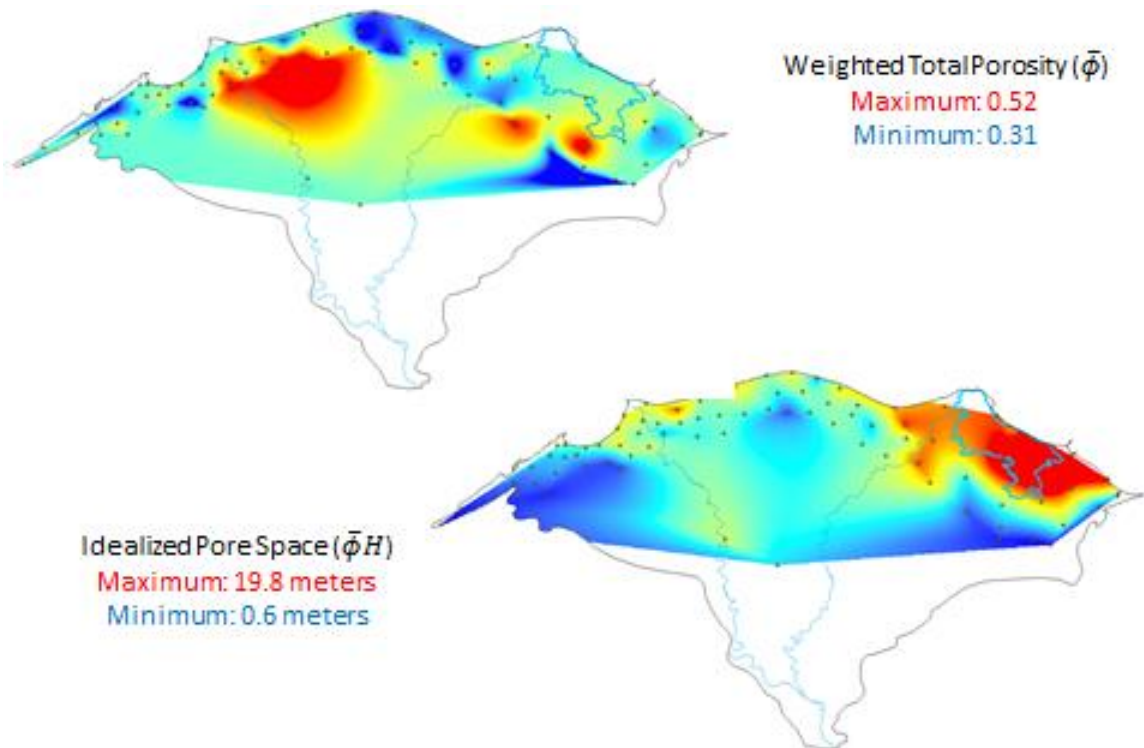 Weighted Total Porosity (ϕ̄)
Maximum: 0.52
Minimum: 0.31
Idealized Pore Space (ϕ̄H)
Maximum: 19.8 meters
Minimum: 0.6 meters